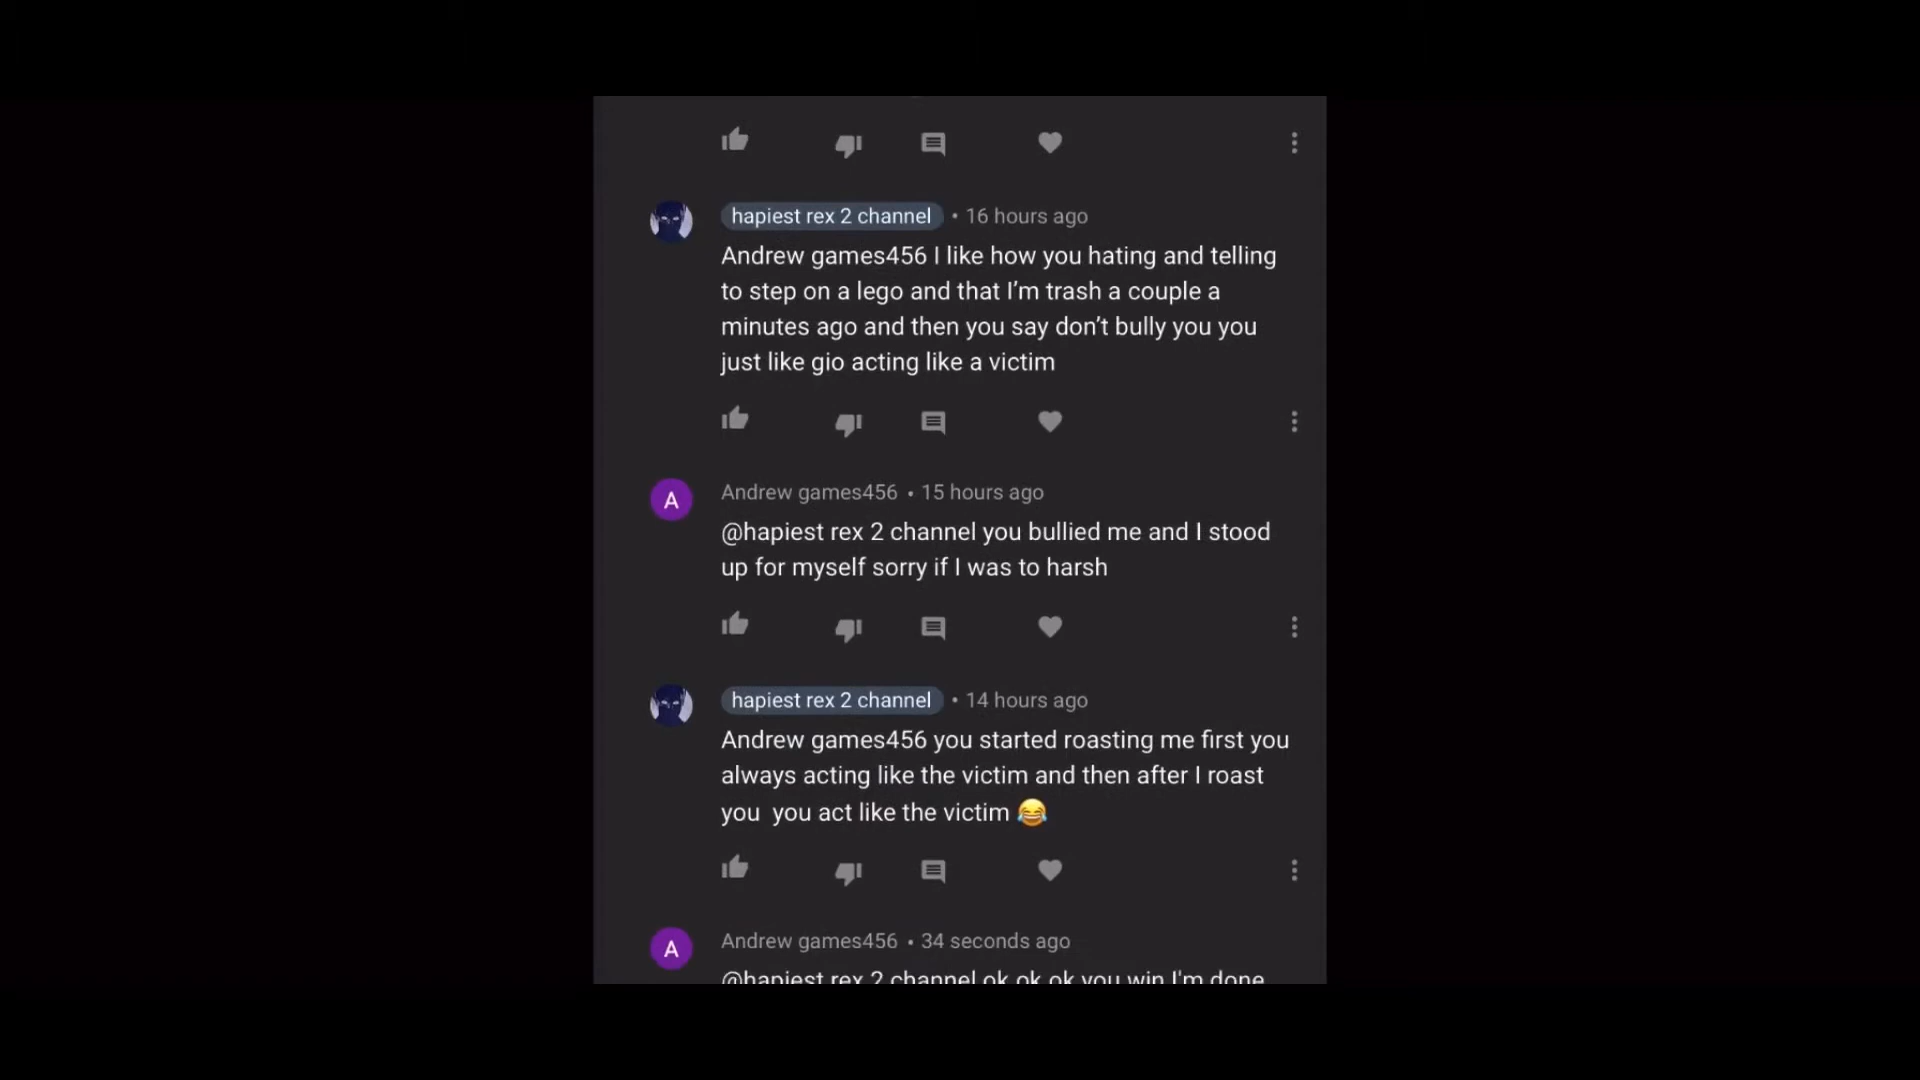 hapiest rex 2 channel • 16 hours ago
Andrew games456 I like how you hating and telling
to step on a lego and that I’m trash a couple a
minutes ago and then you say don’t bully you you
just like gio acting like a victim
A
Andrew games456 • 15 hours ago
@hapiest rex 2 channel you bullied me and I stood
up for myself sorry if I was to harsh
hapiest rex 2 channel • 14 hours ago
Andrew games456 you started roasting me first you
always acting like the victim and then after I roast
you  you act like the victim 😂
A
Andrew games456 • 34 seconds ago
@hapiest rex 2 channel ok ok ok you win I'm done